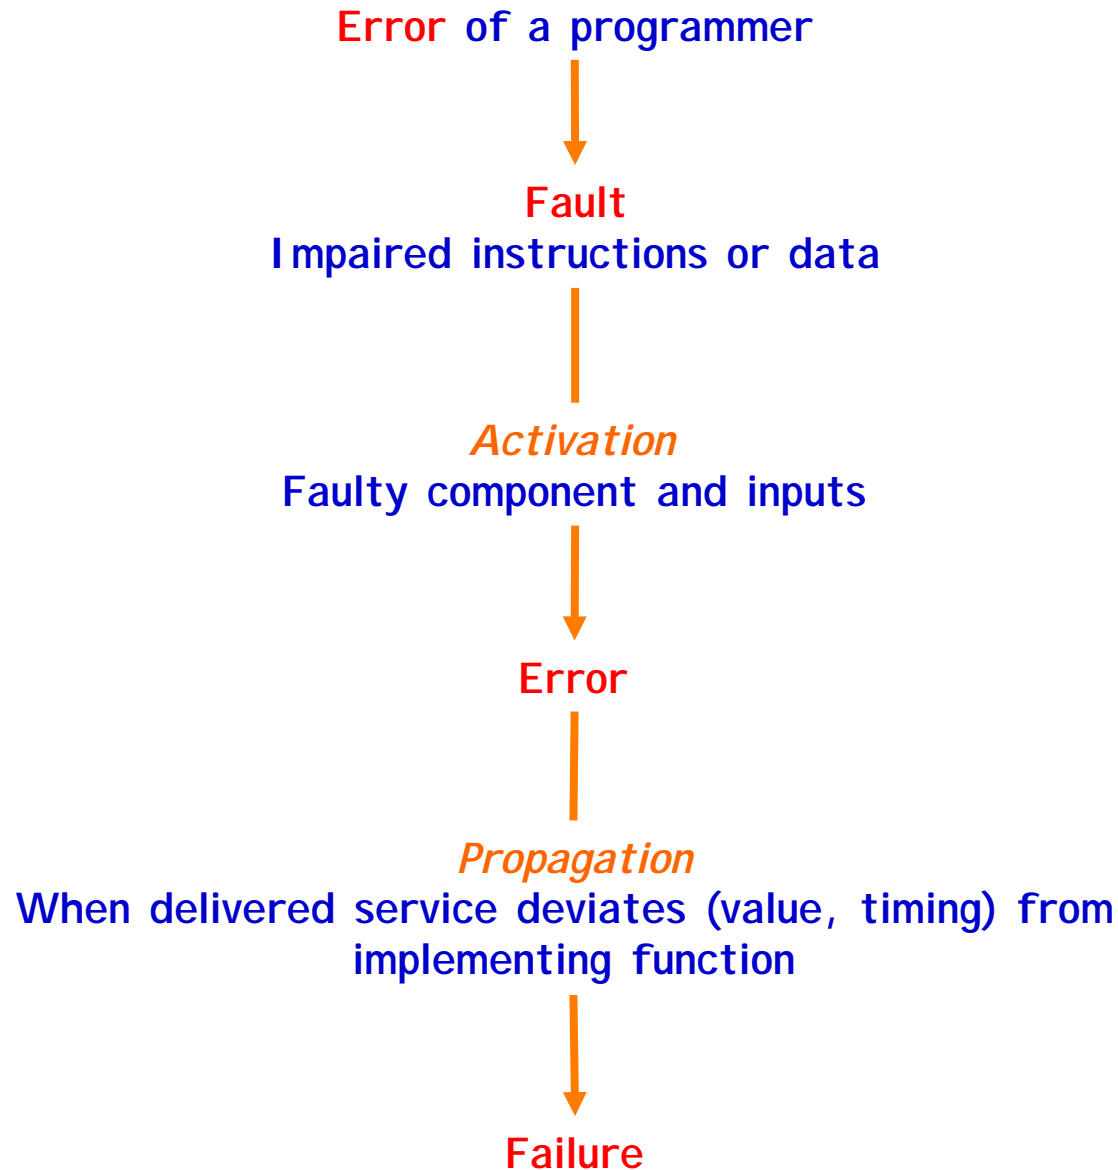 Error of a programmer
Fault
Impaired instructions or data
Activation
Faulty component and inputs
Error
Propagation
When delivered service deviates (value, timing) from
implementing function
Failure